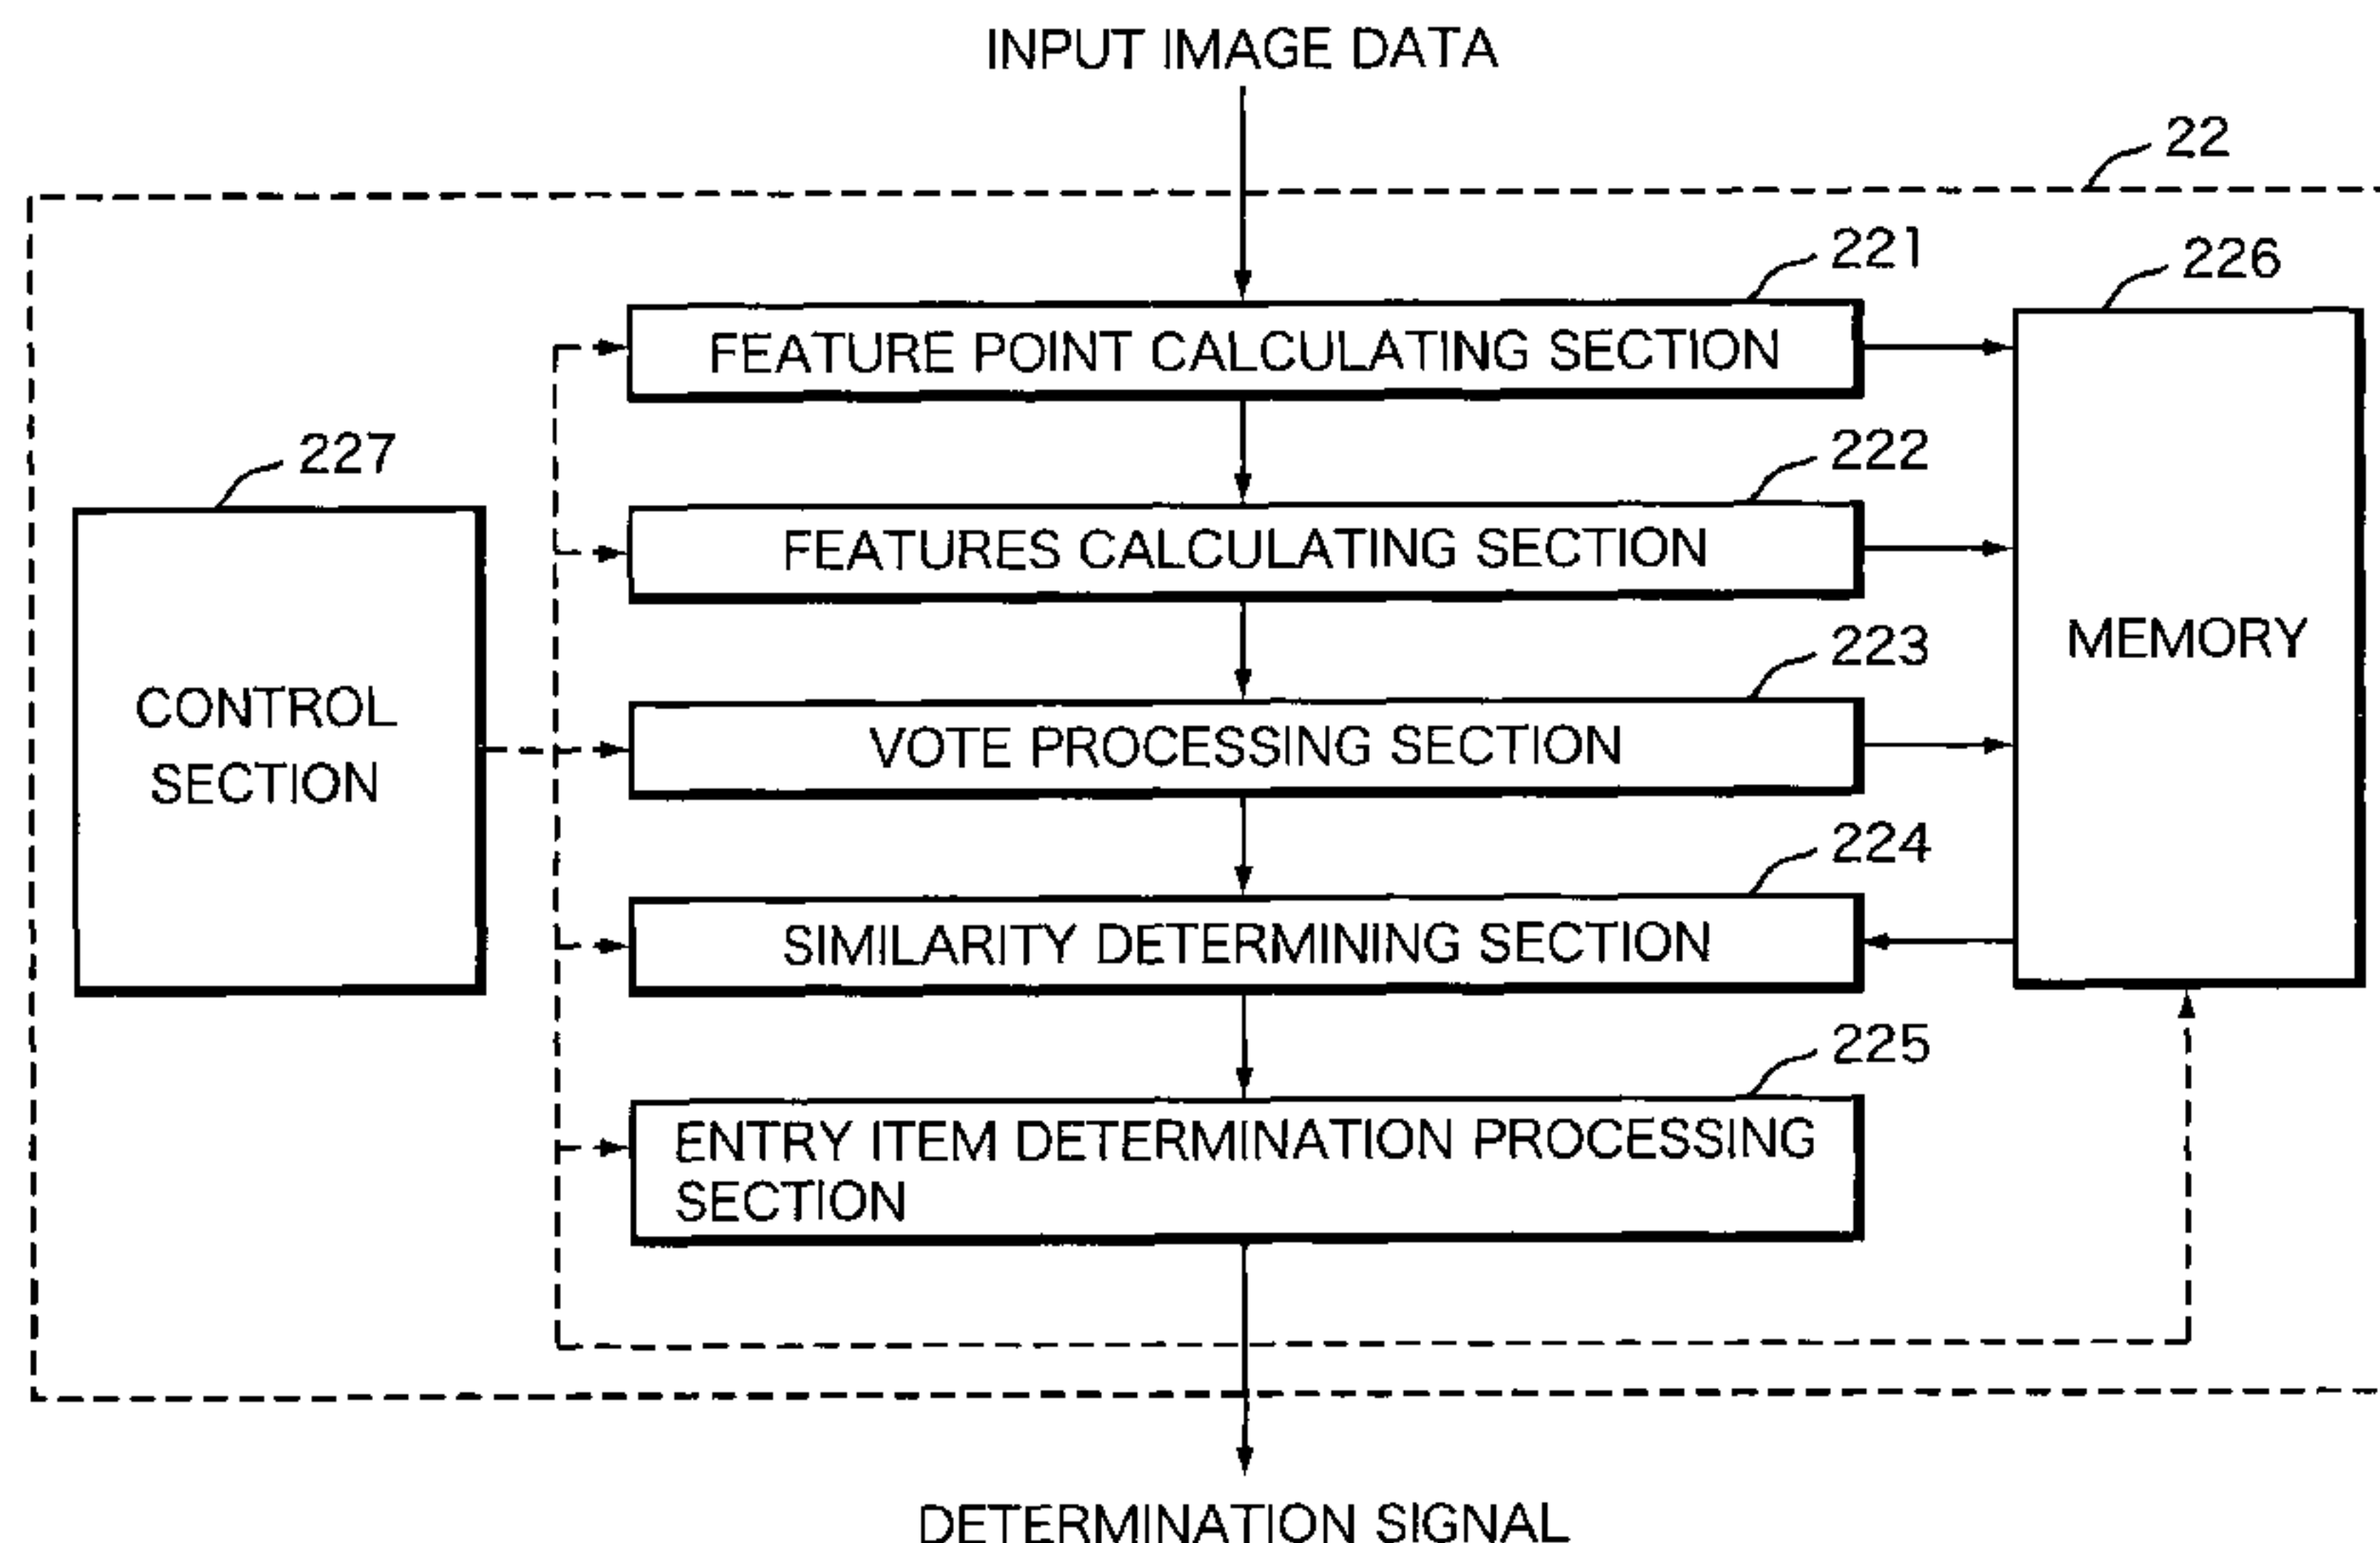 INPUT IMAGE DATA
22
221
226
FEATURE POINT CALCULATING SECTION
227
222
FEATURES CALCULATING SECTION
223
MEMORY
CONTROL
SECTION
VOTE PROCESSING SECTION
224
SIMILARITY DETERMINING SECTION
225
ENTRY ITEM DETERMINATION PROCESSING
SECTION
DETERMINATION SIGNAL